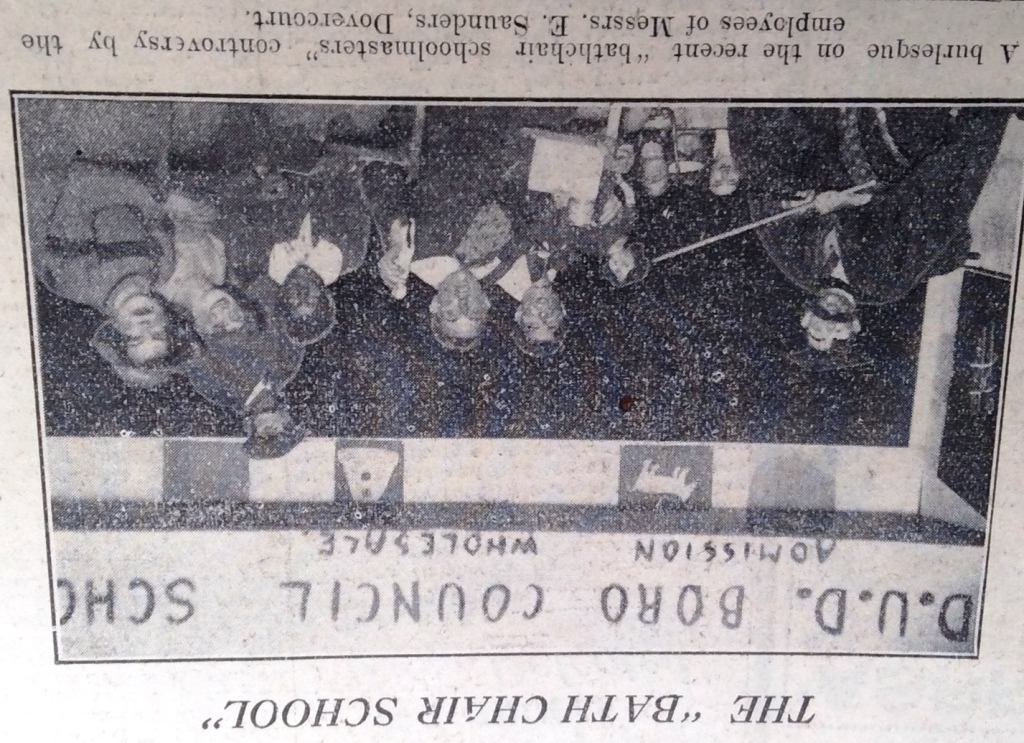 THE "BATH CHAIR SCHOOL"
D.U.D. BORO COUNCIL SCHO
ADMISSION WHOLESALE.
A burlesque on the recent "bathchair schoolmasters" controversy by the
employees of Messrs. E. Saunders, Dovercourt.